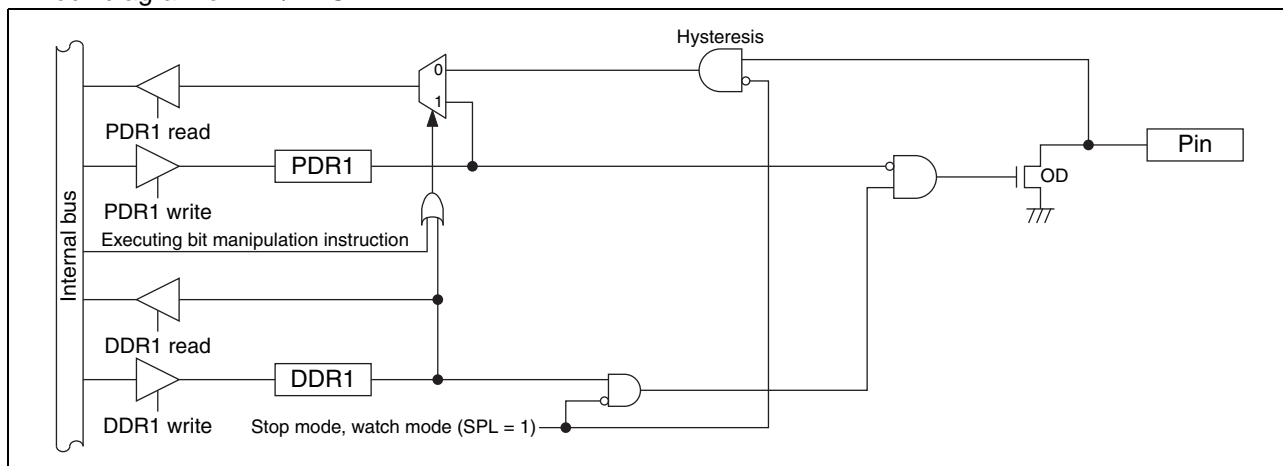 Hysteresis
0
1
PDR1 read
PDR1
Pin
OD
PDR1 write
Executing bit manipulation instruction
Internal bus
DDR1 read
DDR1
DDR1 write
Stop mode, watch mode (SPL = 1)